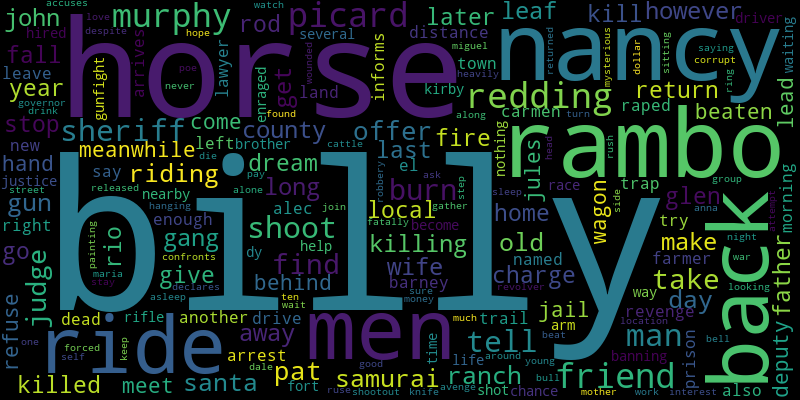 accuses love watch driver
john murphy picard later leaf kill however
hired despite hope rod several distance miguel returned mysterious dollar sitting saying corrupt waiting
fall arrives lawyer enraged get informs town nancy
leave gunfight horse poe land kirby redding return ring lead
year never found along carmen raped beaten
stop sheriff come county offer fire nothing rambo
new meanwhile left brother last jules turn rush head group
hand say die cattle el race trap glen morning
justice riding nearby alone pay dream long burn ask step sleep side anna attempt
street released robbery gather wagon try night
gun hanging join fatally become home make war
right rio enough alec shoot local old farmer looking
painting gang confronts help killing named take father
go maria dy find wife charge way day
judge stay give behind barney revolver revenge back
asleep declares sure money location
refuse billy
dead rifle ten wait much trail jail man bell
one another drive men tell arm prison deputy
ride away time beat banning
forced self keep arrest life around young friend
dale pat good ranch bull
killed meet santa fort samurai shot chance also
ruse shootout knife avenge mother work interest
governor drink wounded heavily